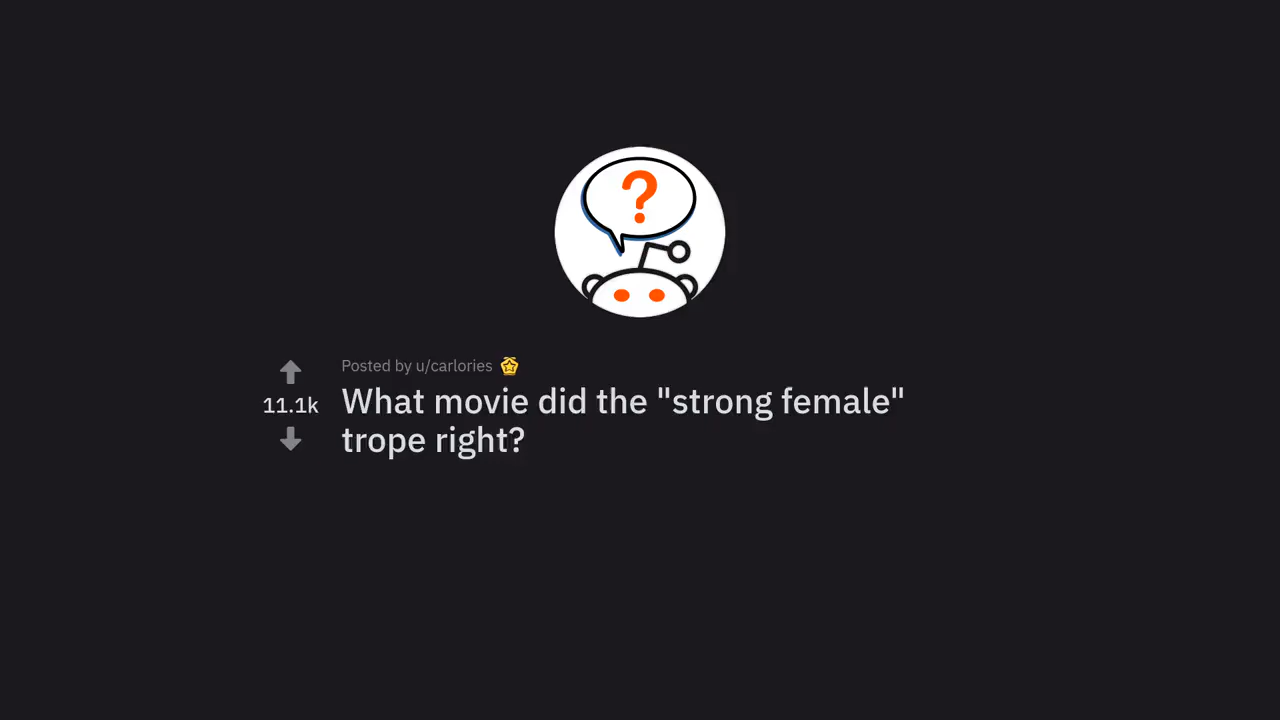 ?
Posted by u/carlories
11.1k
What movie did the "strong female"
trope right?